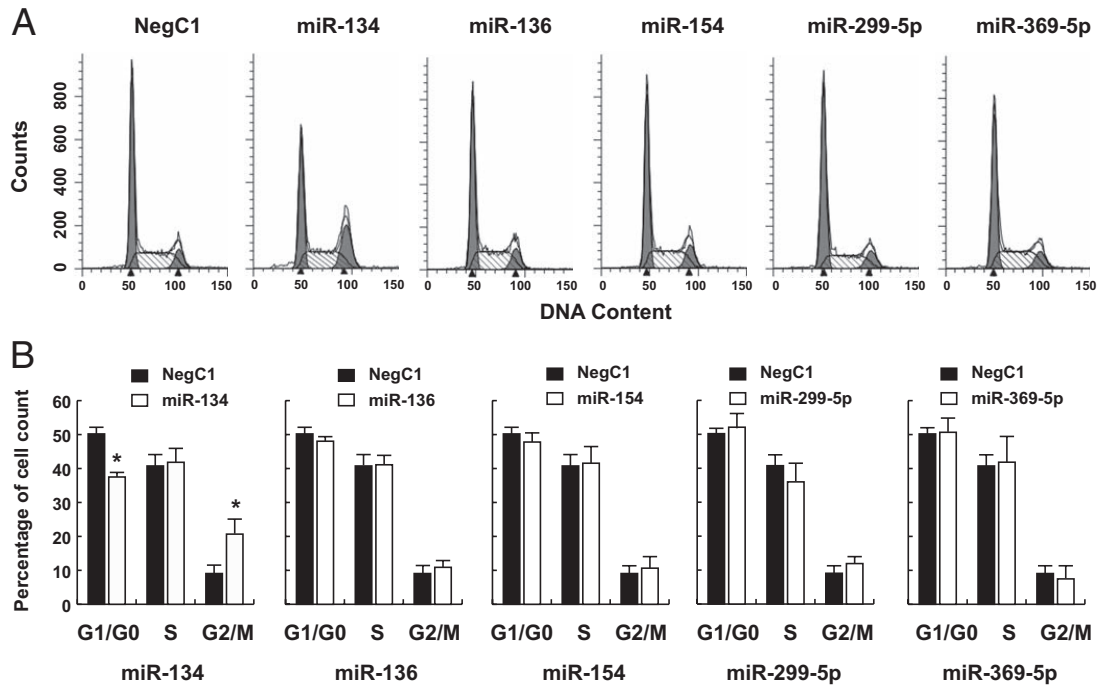 A
NegC1 miR-134 miR-136 miR-154 miR-299-5p miR-369-5p
Counts
800
600
400
200
0
0 50 100 150 0 50 100 150 0 50 100 150 0 50 100 150 0 50 100 150 0 50 100 150
DNA Content
B
NegC1 NegC1 NegC1 NegC1 NegC1
miR-134 miR-136 miR-154 miR-299-5p miR-369-5p
Percentage of cell count
60
50
40
30
20
10
0
* *
G1/G0 S G2/M G1/G0 S G2/M G1/G0 S G2/M G1/G0 S G2/M G1/G0 S G2/M
miR-134 miR-136 miR-154 miR-299-5p miR-369-5p